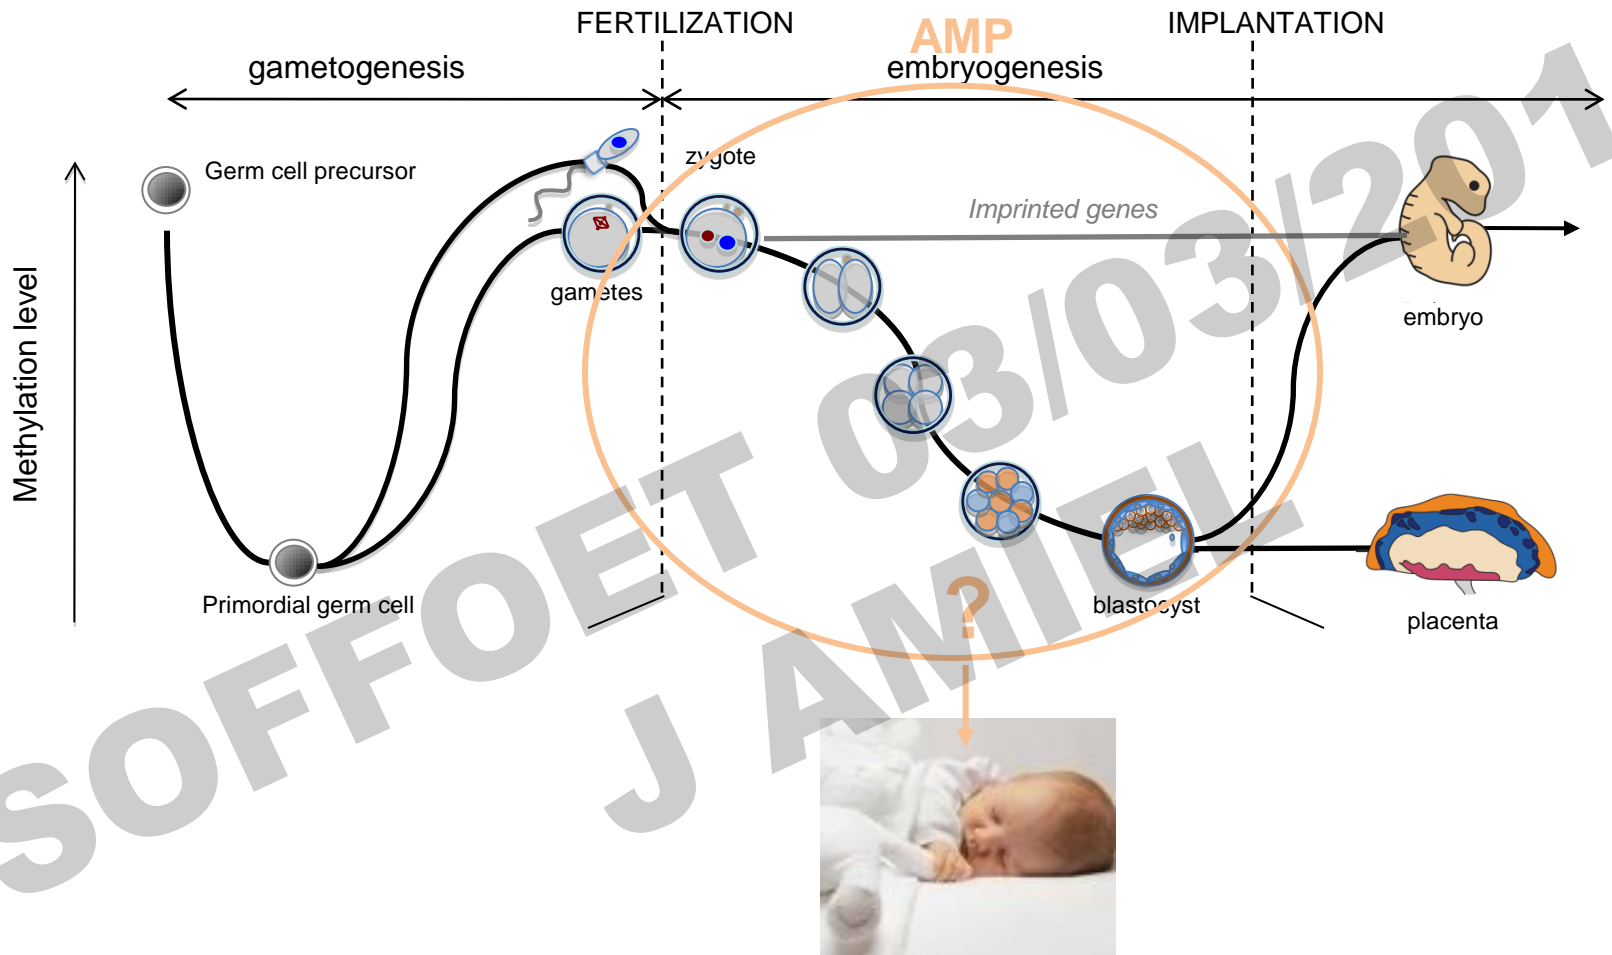 FERTILIZATION
AMP
IMPLANTATION
gametogenesis
embryogenesis
Germ cell precursor
zygote
Imprinted genes
gametes
embryo
Methylation level
Primordial germ cell
?
blastocyst
placenta
SOFFOET 03/03/201
J AMIEL